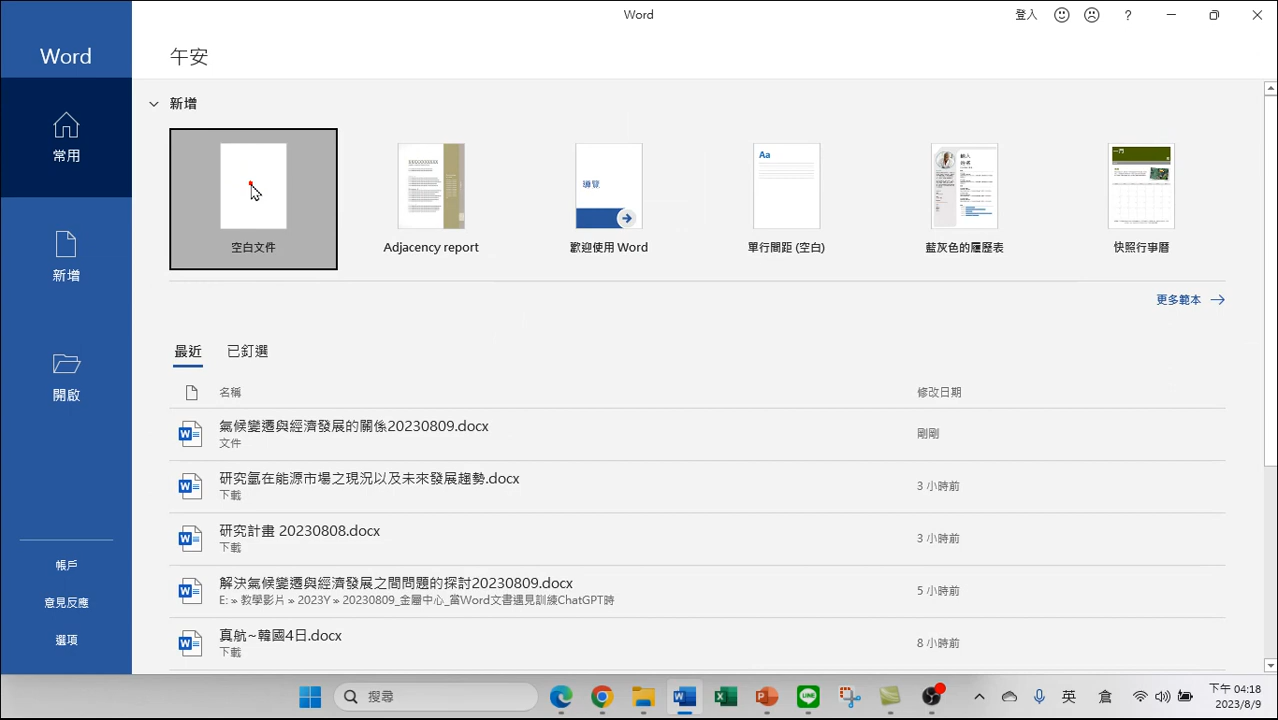 Word
登入
?
Word
午安
常用
新增
開啟
帳戶
意見反應
選項
新增
空白文件
Adjacency report
導覽
歡迎使用 Word
Aa
單行間距 (空白)
藍灰色的履歷表
快照行事曆
更多範本
最近
已釘選
名稱
修改日期
氣候變遷與經濟發展的關係20230809.docx
文件
剛剛
研究氫在能源市場之現況以及未來發展趨勢.docx
下載
3 小時前
研究計畫 20230808.docx
下載
3 小時前
解決氣候變遷與經濟發展之間問題的探討20230809.docx
E: » 教學影片 » 2023Y » 20230809_金屬中心_當Word文書遇見訓練ChatGPT時
5 小時前
真航~韓國4日.docx
下載
8 小時前
搜尋
英
下午 04:18
2023/8/9